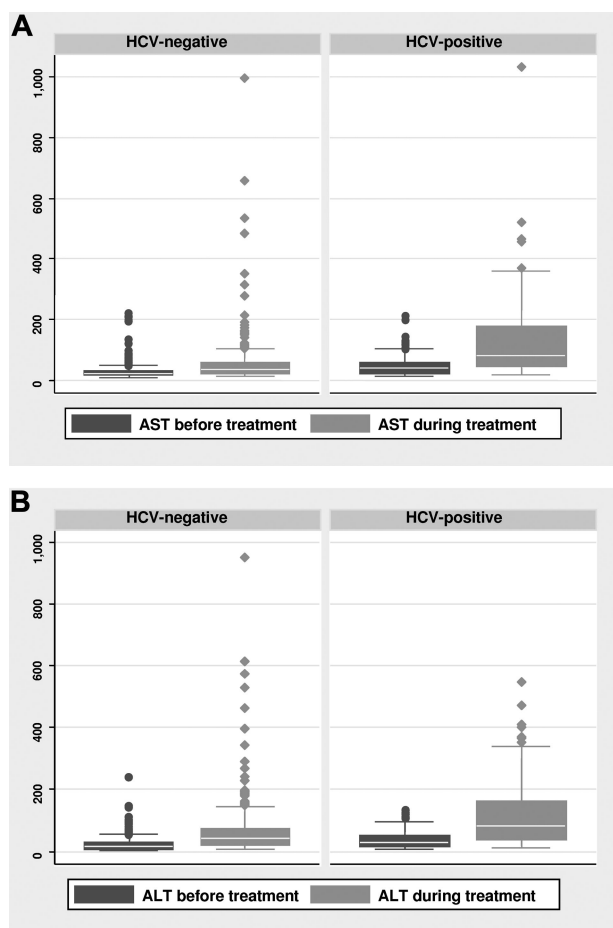 A
HCV-negative HCV-positive
1,000
800
600
400
200
0
AST before treatment AST during treatment
B
HCV-negative HCV-positive
1,000
800
600
400
200
0
ALT before treatment ALT during treatment